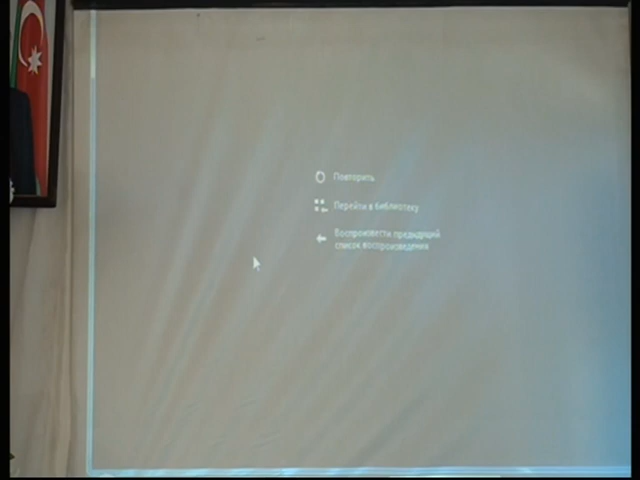 Повторить
Перейти в библиотеку
Воспроизвести предыдущий
список воспроизведения